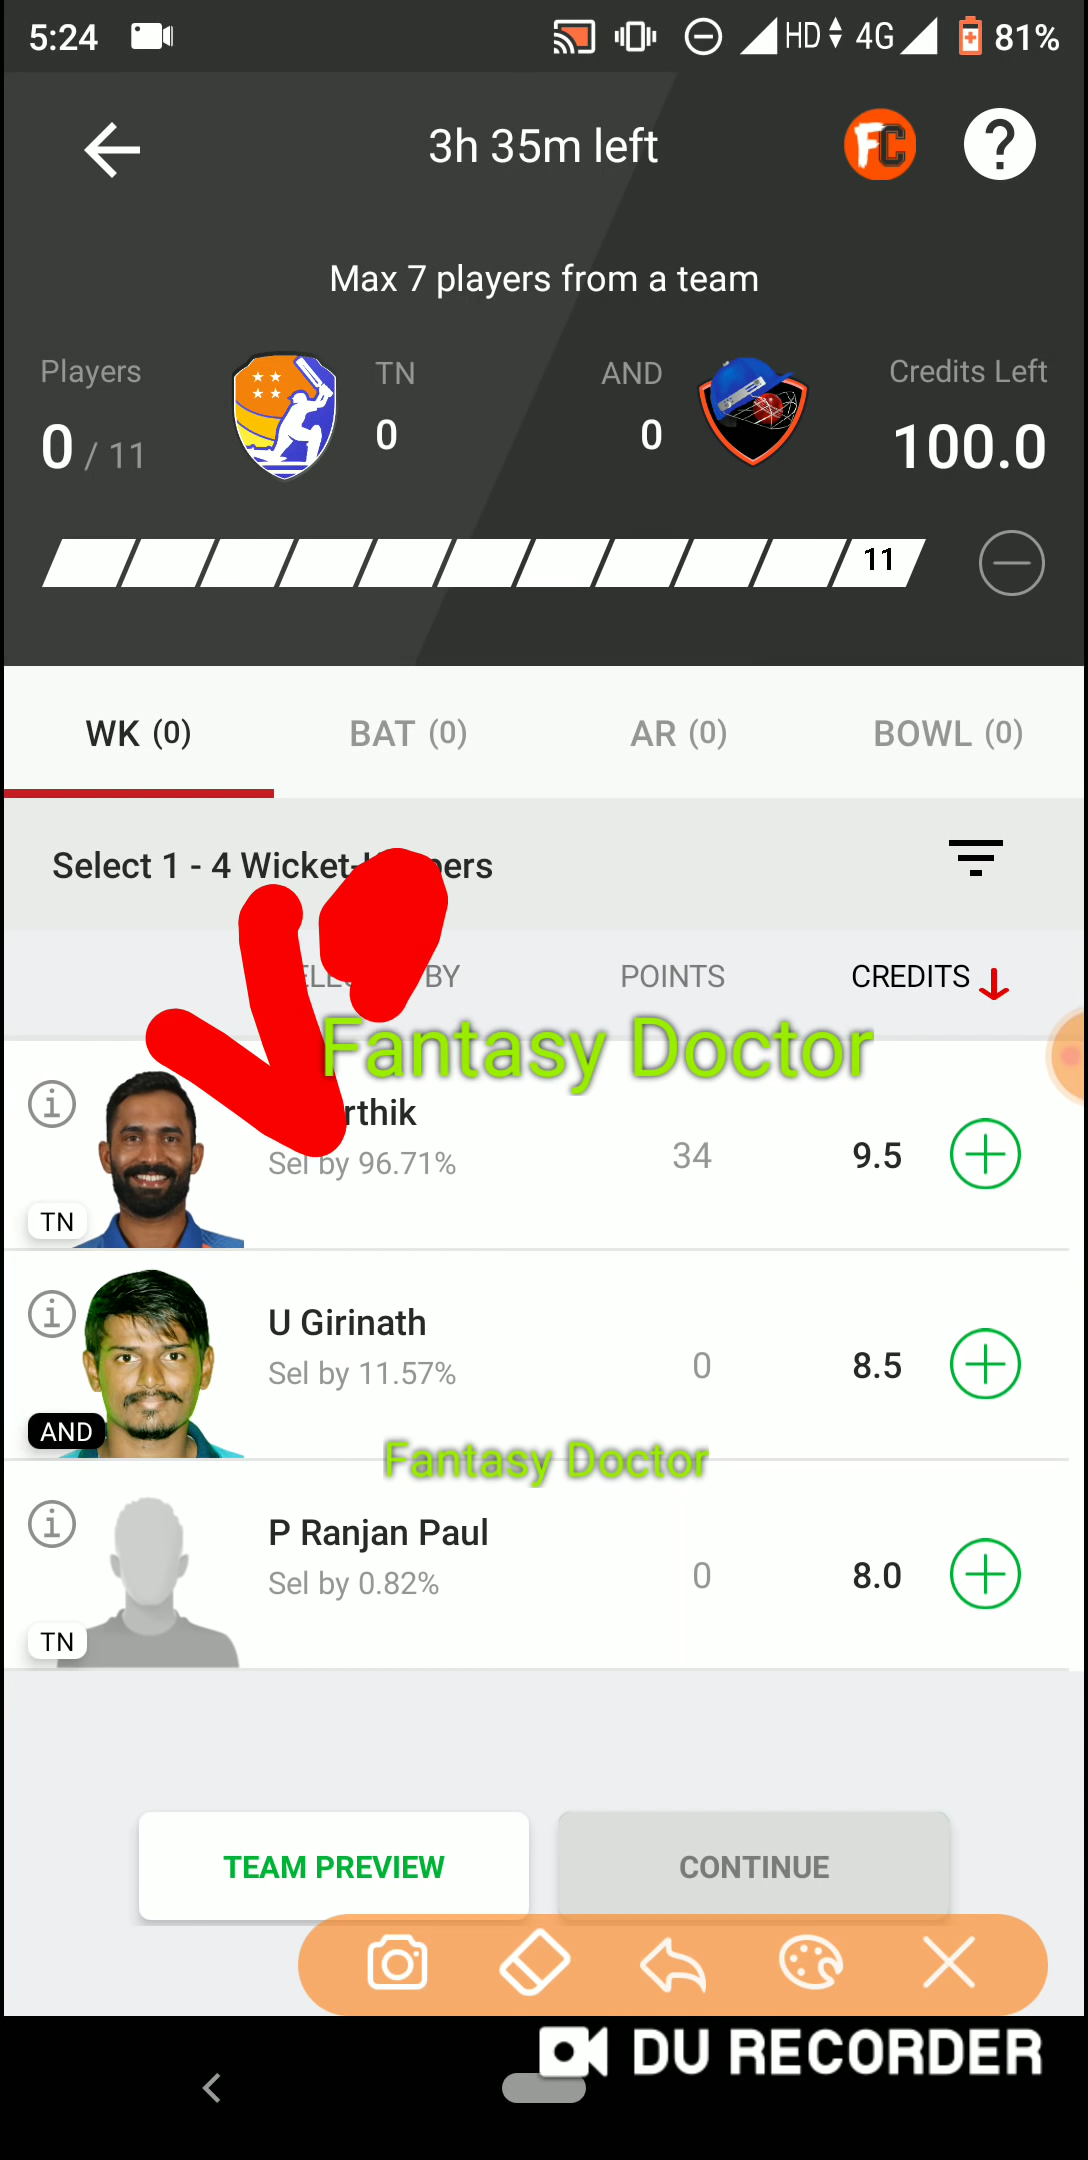 5:24 HD 4G 81%
3h 35m left FC ?
Max 7 players from a team
Players TN AND Credits Left
0 / 11 0 0 100.0
11
WK (0) BAT (0) AR (0) BOWL (0)
Select 1 - 4
BY POINTS CREDITS
Fantasy Doctor
Sel by 96.71% 34 9.5
TN
U Girinath
Sel by 11.57% 0 8.5
AND
Fantasy Doctor
P Ranjan Paul
Sel by 0.82% 0 8.0
TN
TEAM PREVIEW CONTINUE
DU RECORDER